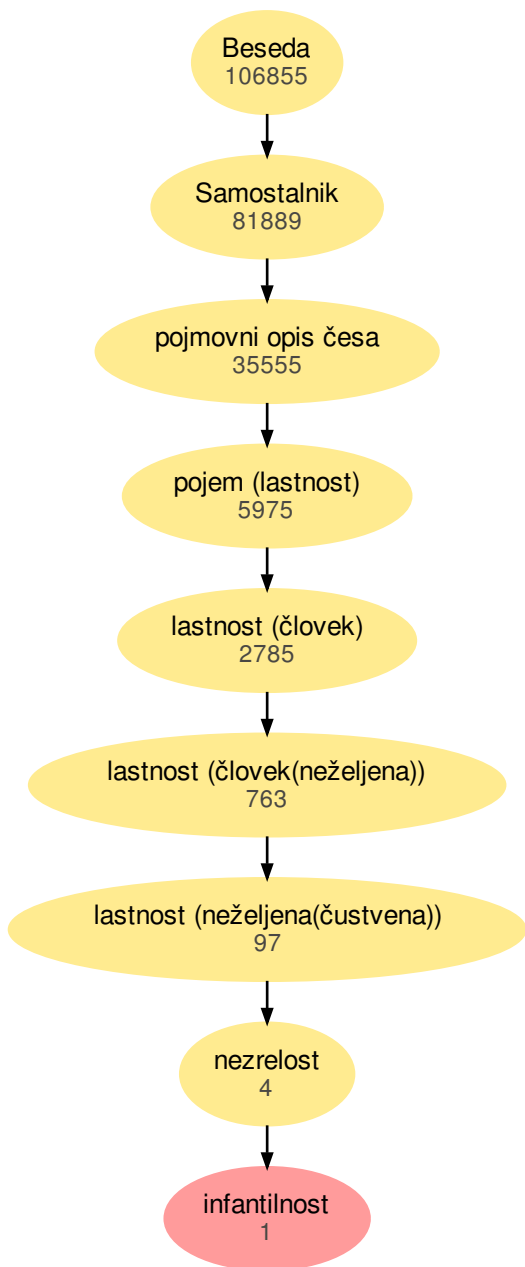 Beseda
106855
Samostalnik
81889
pojmovni opis česa
35555
pojem (lastnost)
5975
lastnost (človek)
2785
lastnost (človek(neželjena))
763
lastnost (neželjena(čustvena))
97
nezrelost
4
infantilnost
1